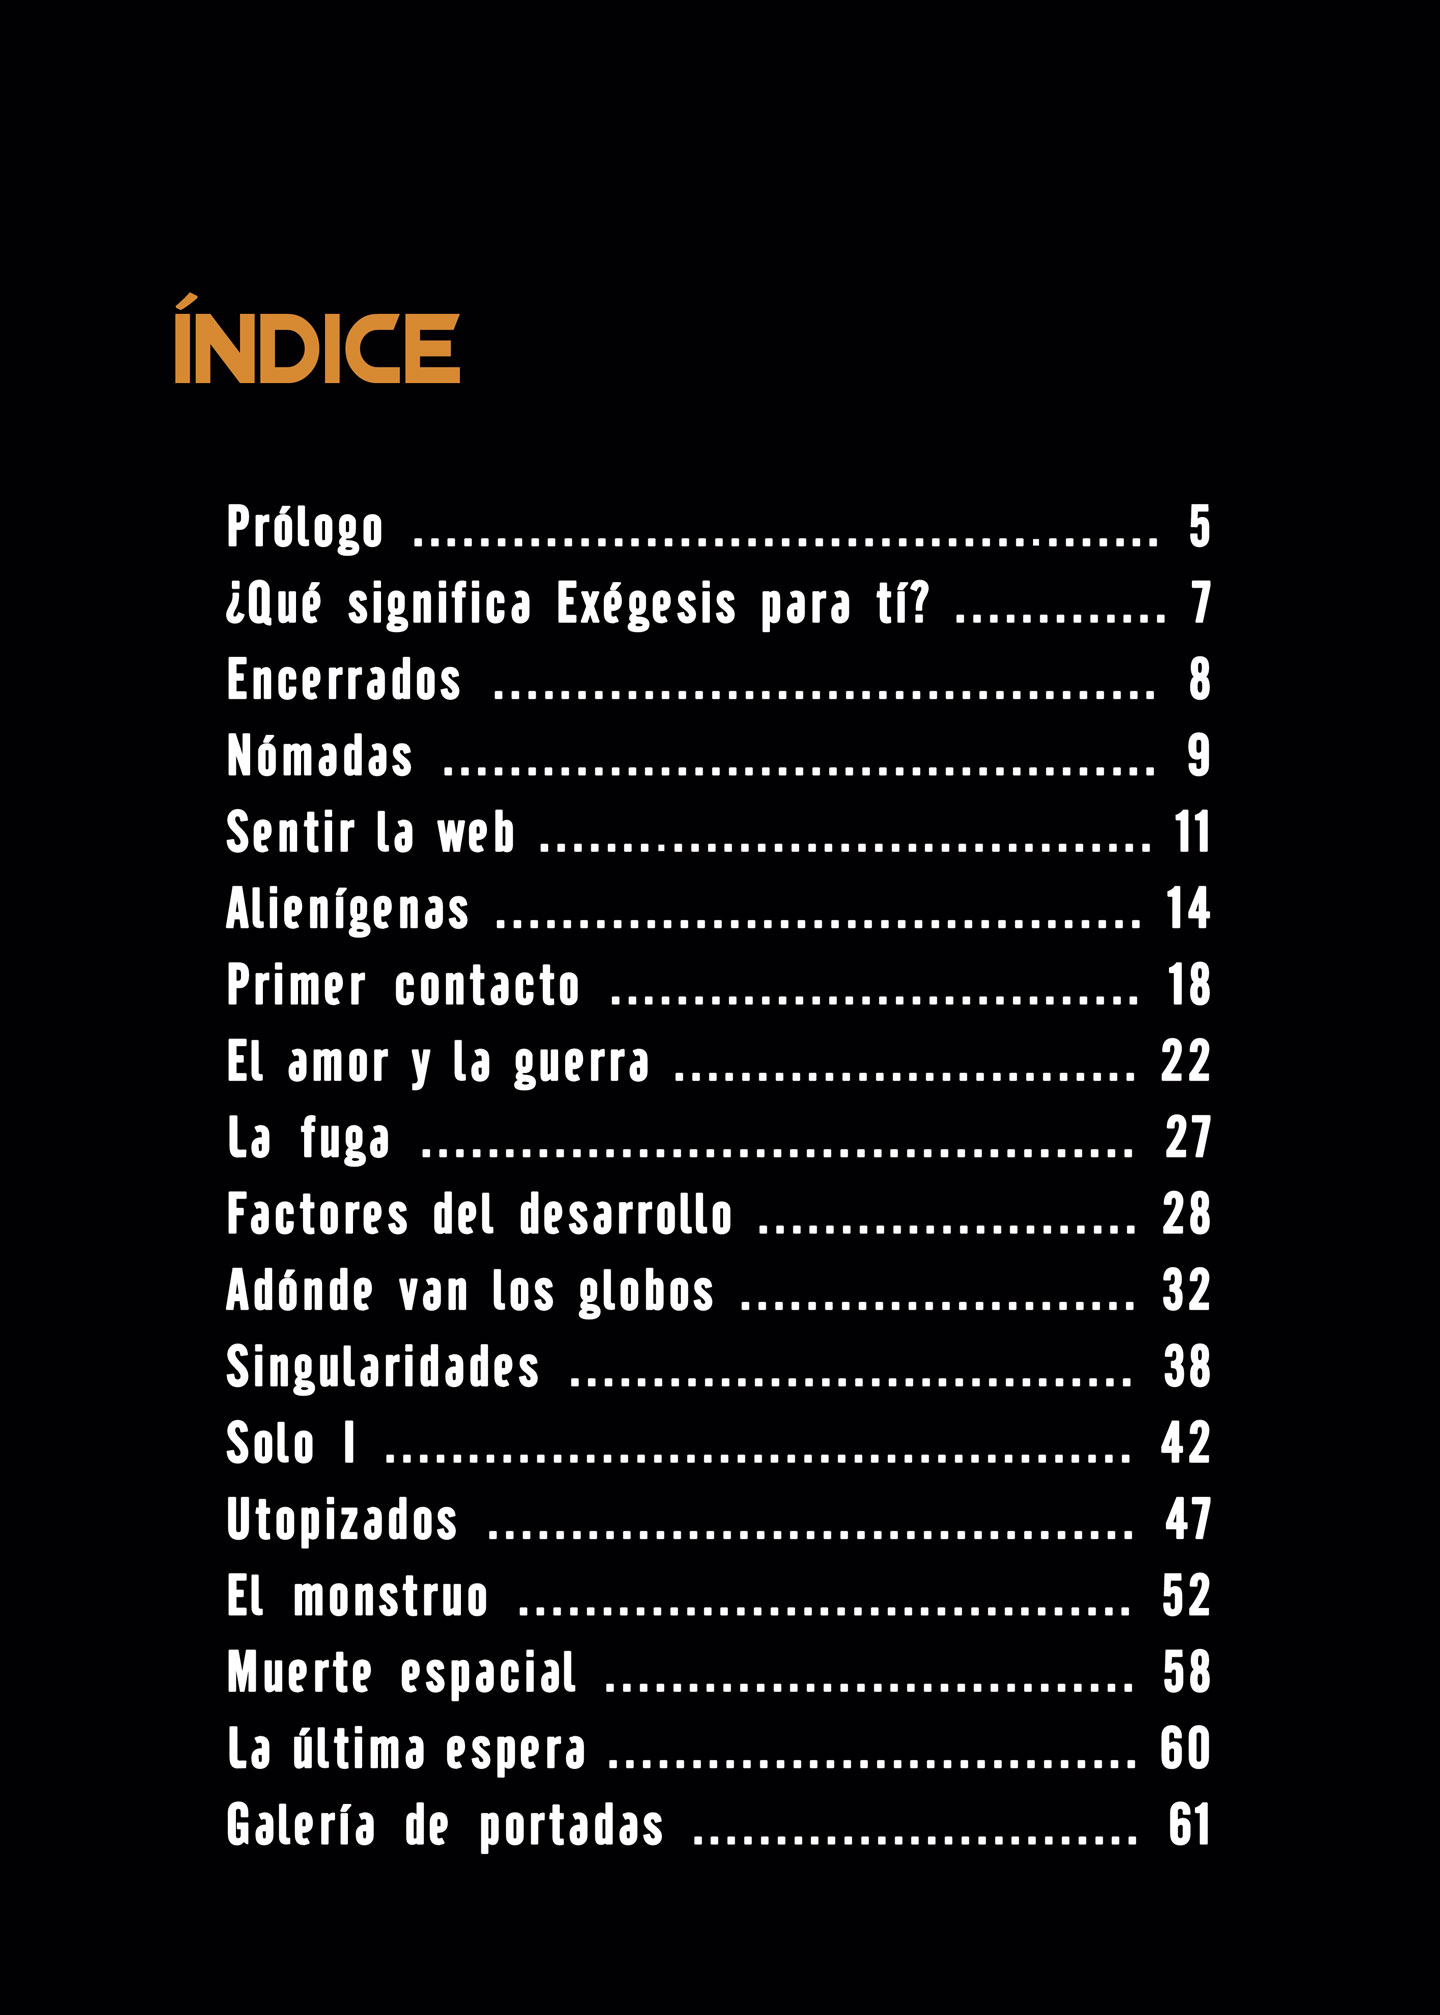 ÍNDICE
Prólogo ............................................. 5
¿Qué significa Exégesis para tí? ............. 7
Encerrados ........................................ 8
Nómadas ........................................... 9
Sentir la web ..................................... 11
Alienígenas ....................................... 14
Primer contacto ................................ 18
El amor y la guerra ............................ 22
La fuga ........................................... 27
Factores del desarrollo ....................... 28
Adónde van los globos ........................ 32
Singularidades .................................. 38
Solo I ............................................. 42
Utopizados ....................................... 47
El monstruo ..................................... 52
Muerte espacial ................................ 58
La última espera ................................ 60
Galería de portadas ........................... 61